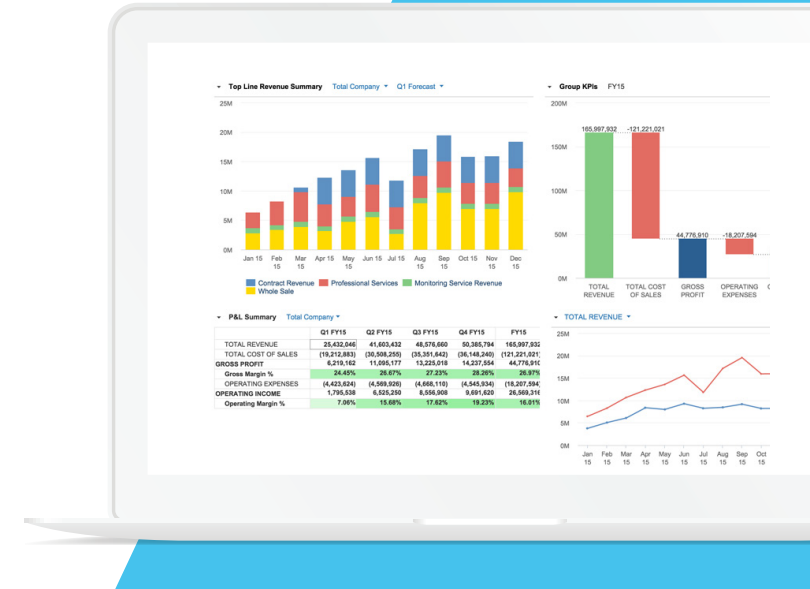 Top Line Revenue Summary Total Company Q1 Forecast
25M
20M
15M
10M
5M
0M
Jan 15 Feb 15 Mar 15 Apr 15 May 15 Jun 15 Jul 15 Aug 15 Sep 15 Oct 15 Nov 15 Dec 15
Contract Revenue Professional Services Monitoring Service Revenue
Whole Sale
Group KPIs FY15
200M
150M
100M
50M
0M
165,997,932 -121,221,021
44,776,910 -18,207,594
TOTAL REVENUE TOTAL COST OF SALES GROSS PROFIT OPERATING EXPENSES
P&L Summary Total Company
Q1 FY15 Q2 FY15 Q3 FY15 Q4 FY15 FY15
TOTAL REVENUE 25,432,046 41,603,432 48,576,660 50,385,794 165,997,932
TOTAL COST OF SALES (19,212,883) (30,508,255) (35,351,642) (36,148,240) (121,221,021)
GROSS PROFIT 6,219,162 11,095,177 13,225,018 14,237,554 44,776,910
Gross Margin % 24.45% 26.67% 27.23% 28.26% 26.97%
OPERATING EXPENSES (4,423,624) (4,569,926) (4,668,110) (4,545,934) (18,207,594)
OPERATING INCOME 1,795,538 6,525,250 8,556,908 9,691,620 26,569,316
Operating Margin % 7.06% 15.68% 17.62% 19.23% 16.01%
TOTAL REVENUE
25M
20M
15M
10M
5M
0M
Jan 15 Feb 15 Mar 15 Apr 15 May 15 Jun 15 Jul 15 Aug 15 Sep 15 Oct 15